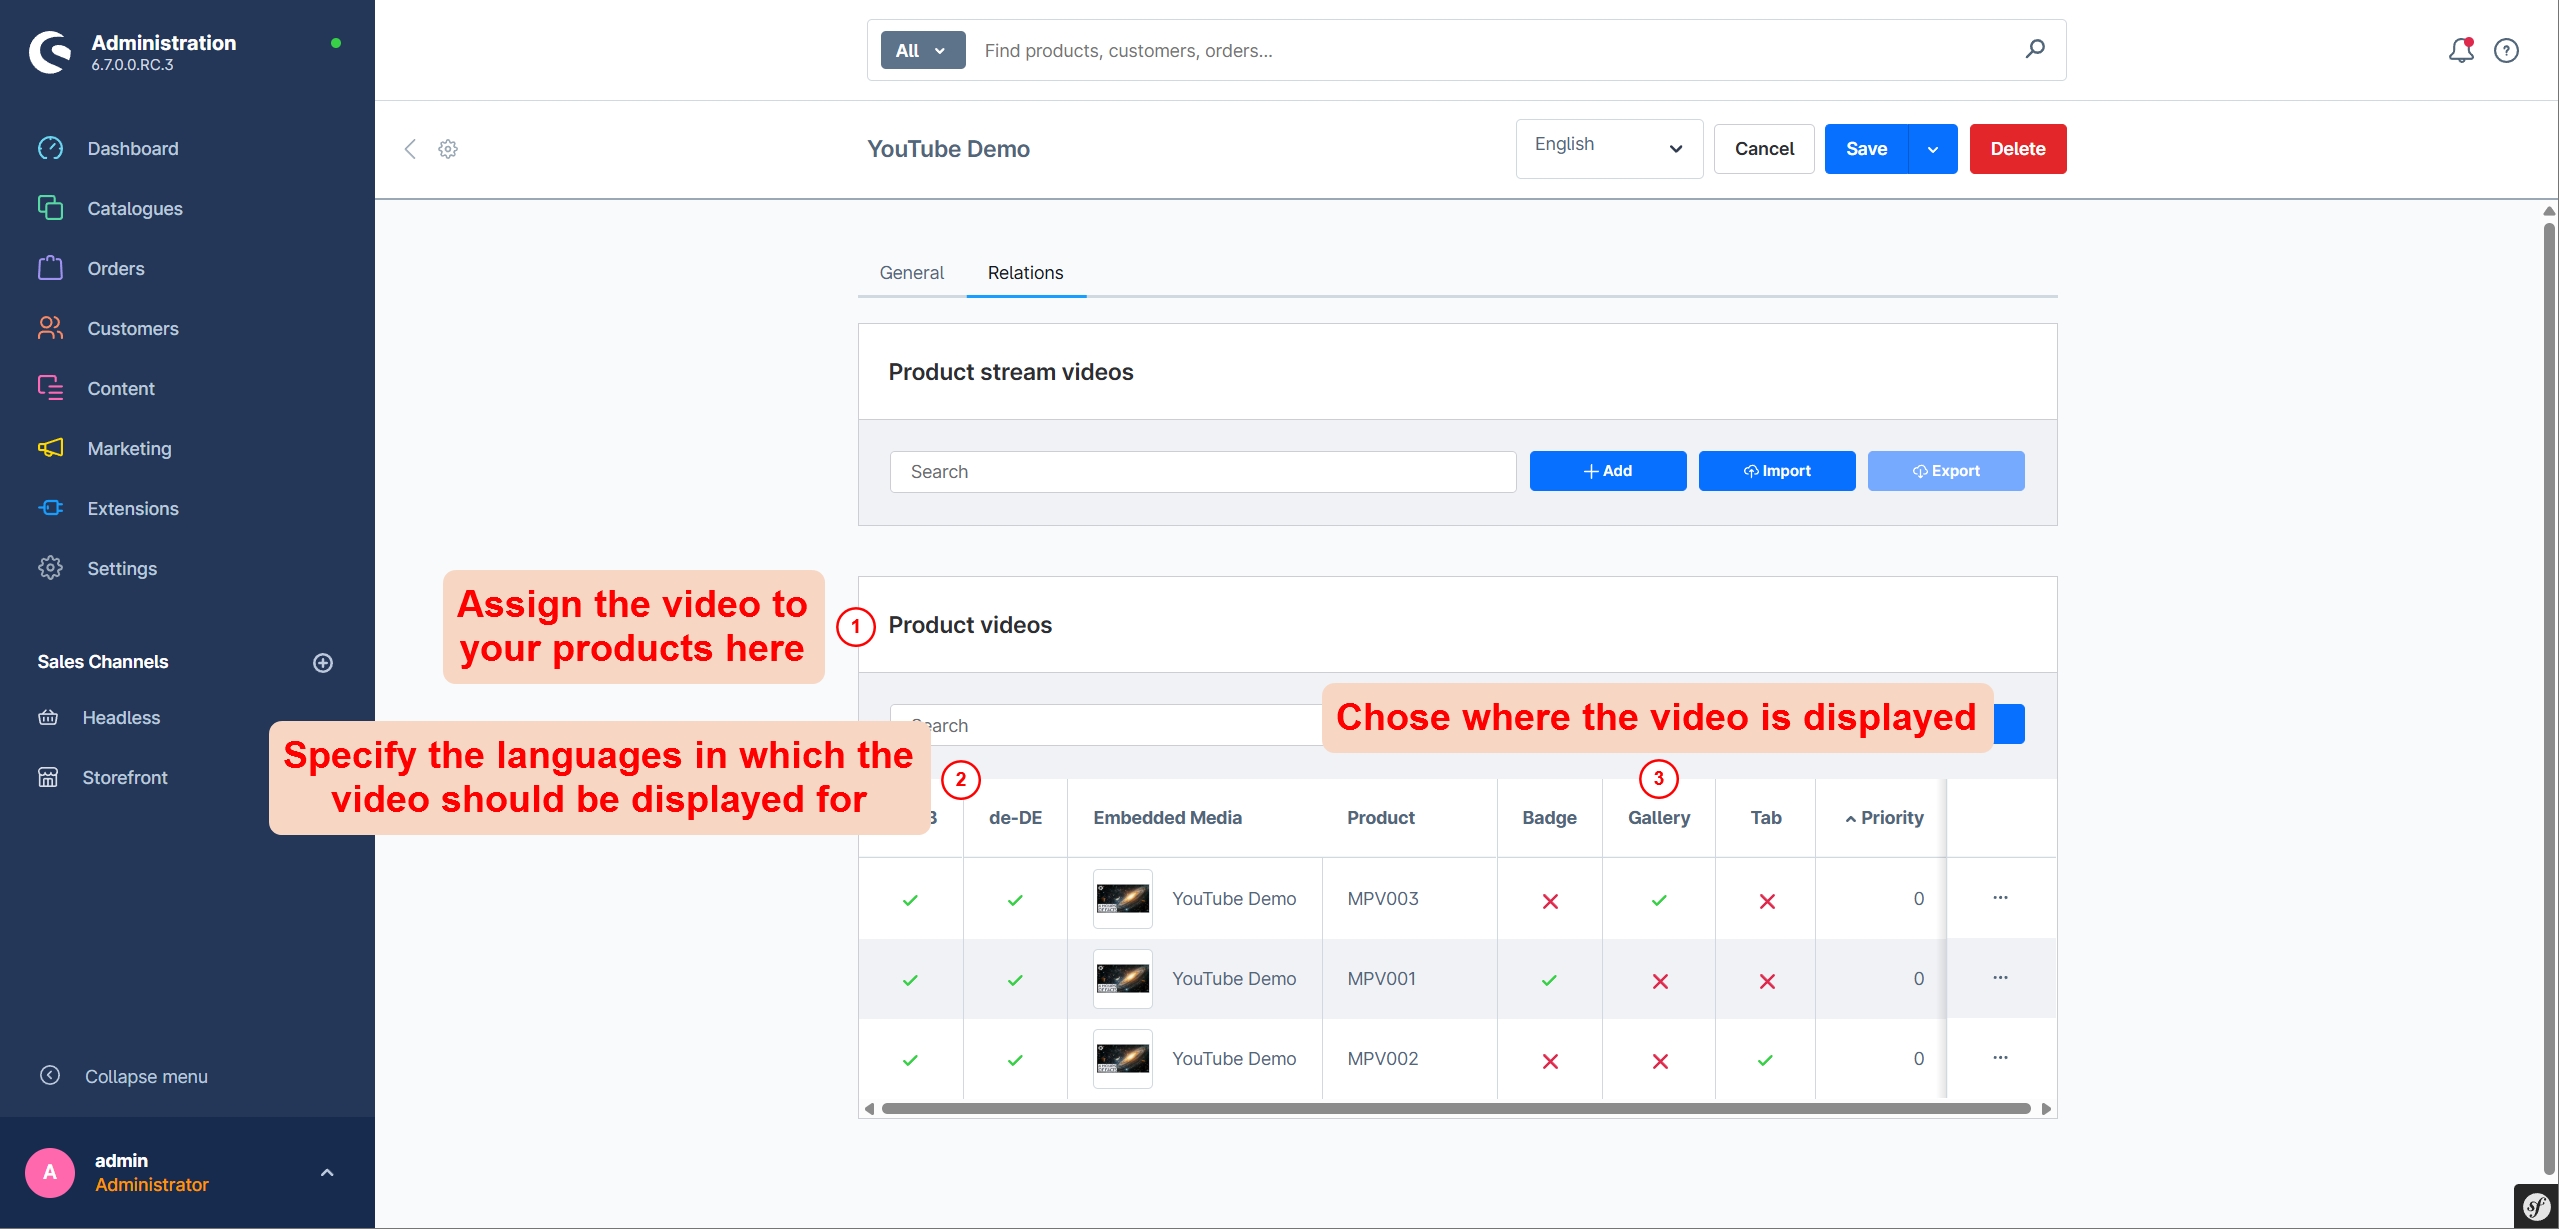 Administration
6.7.0.0.RC.3
All
Find products, customers, orders...
Dashboard
Catalogues
Orders
Customers
Content
Marketing
Extensions
Settings
Sales Channels
Headless
Storefront
Collapse menu
A
admin
Administrator
YouTube Demo
English
Cancel
Save
Delete
General
Relations
Product stream videos
Search
Add
Import
Export
Assign the video to
your products here
1
Product videos
Search
Chose where the video is displayed
Specify the languages in which the
video should be displayed for
2
3
de-DE Embedded Media Product Badge Gallery Tab Priority
YouTube Demo MPV003 0 ...
YouTube Demo MPV001 0 ...
YouTube Demo MPV002 0 ...
sf